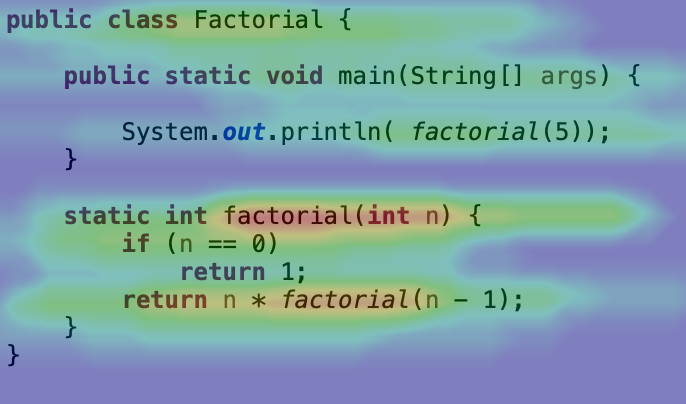 public class Factorial {
public static void main(String[] args) {
System.out.println( factorial(5));
}
static int factorial(int n) {
if (n == 0)
return 1;
return n * factorial(n - 1);
}
}